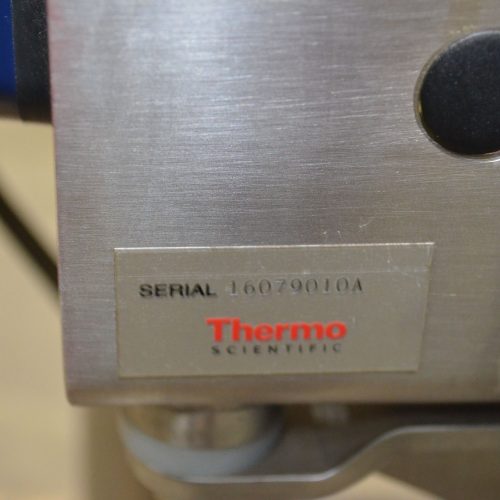 SERIAL 16079010A
Thermo
SCIENTIFIC